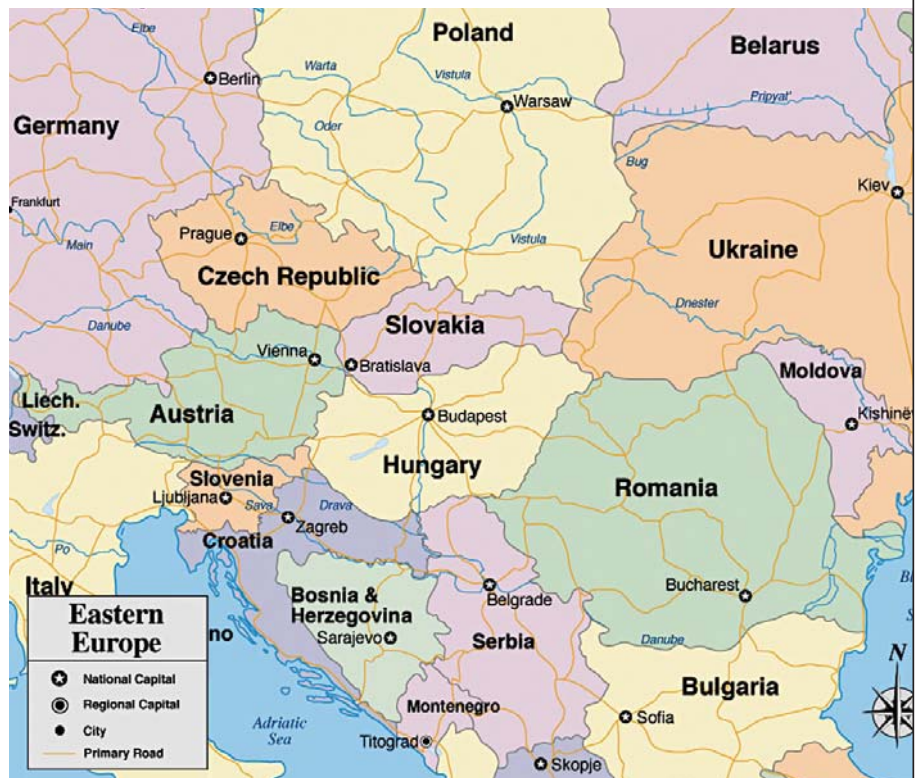 Elbe
Poland
Belarus
Berlin
Warta
Vistula
Warsaw
Pripyat'
Germany
Oder
Bug
Kiev
Frankfurt
Prague
Elbe
Main
Vistula
Ukraine
Czech Republic
Dnester
Danube
Slovakia
Vienna
Bratislava
Moldova
Liech.
Austria
Budapest
Kishinëv
Switz.
Hungary
Slovenia
Romania
Ljubljana
Sava
Drava
Zagreb
Croatia
Po
Italy
Bosnia &
Herzegovina
Belgrade
Bucharest
Sarajevo
Serbia
Danube
no
Bulgaria
N
Montenegro
Sofia
Adriatic
Sea
Titograd
Skopje
Eastern
Europe
National Capital
Regional Capital
City
Primary Road